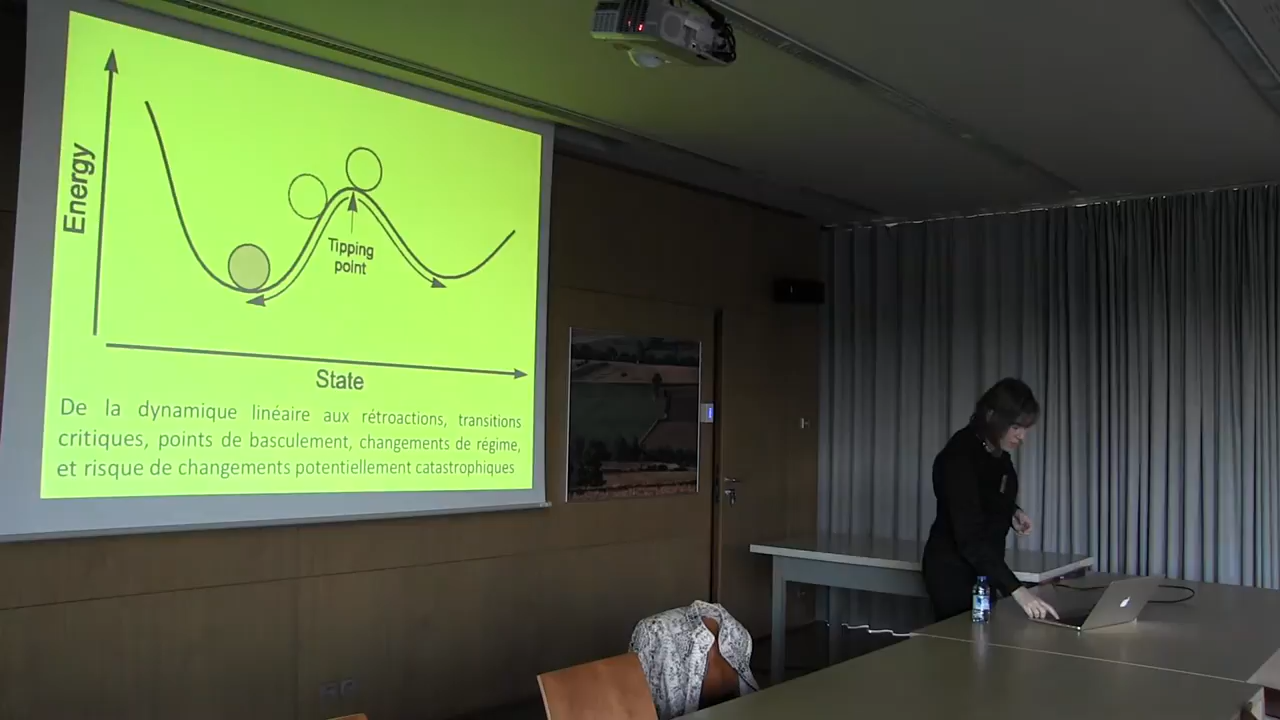 Energy
Tipping
point
State
De la dynamique linéaire aux rétroactions, transitions
critiques, points de basculement, changements de régime,
et risque de changements potentiellement catastrophiques